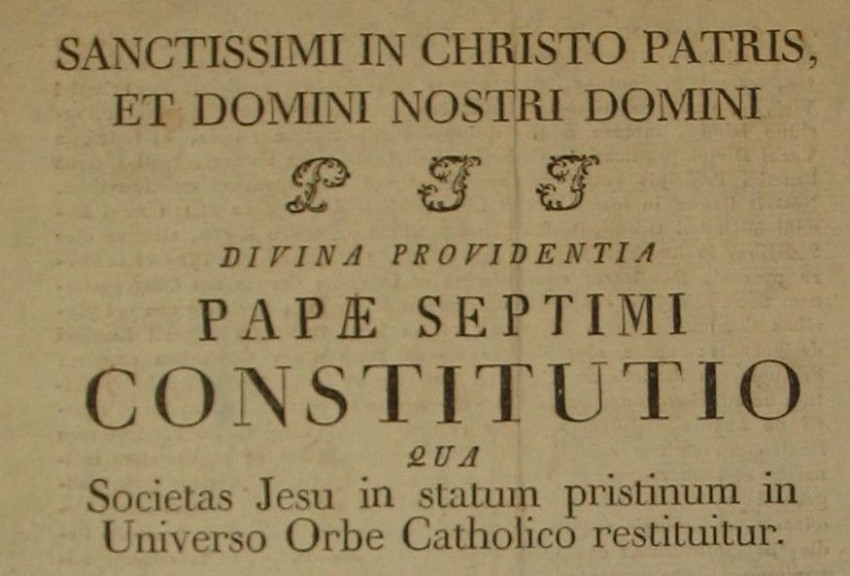 SANCTISSIMI IN CHRISTO PATRIS,
ET DOMINI NOSTRI DOMINI
P J J
DIVINA PROVIDENTIA
PAPÆ SEPTIMI
CONSTITUTIO
QUA
Societas Jesu in statum pristinum in
Universo Orbe Catholico restituitur.